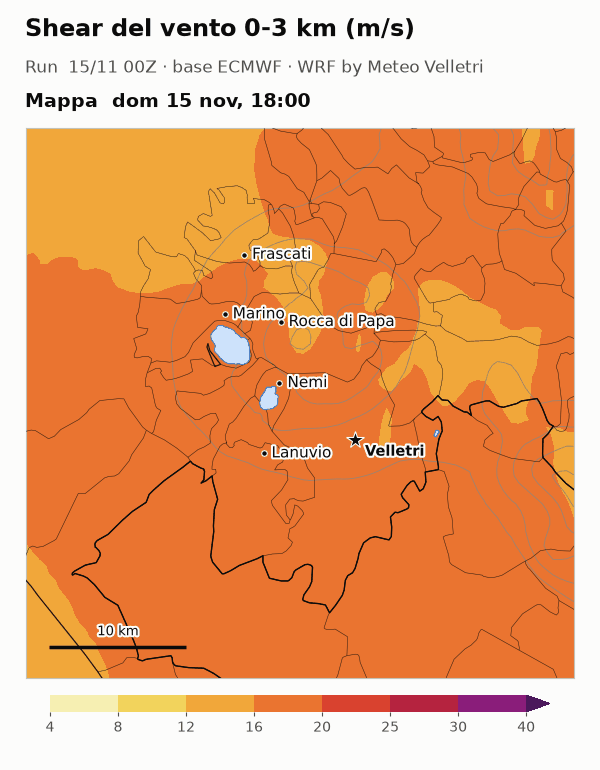 Shear del vento 0-3 km (m/s)
Run  15/11 00Z · base ECMWF · WRF by Meteo Velletri
Mappa  dom 15 nov, 18:00
Frascati
Marino
Rocca di Papa
Nemi
Velletri
Lanuvio
10 km
4 8 12 16 20 25 30 40